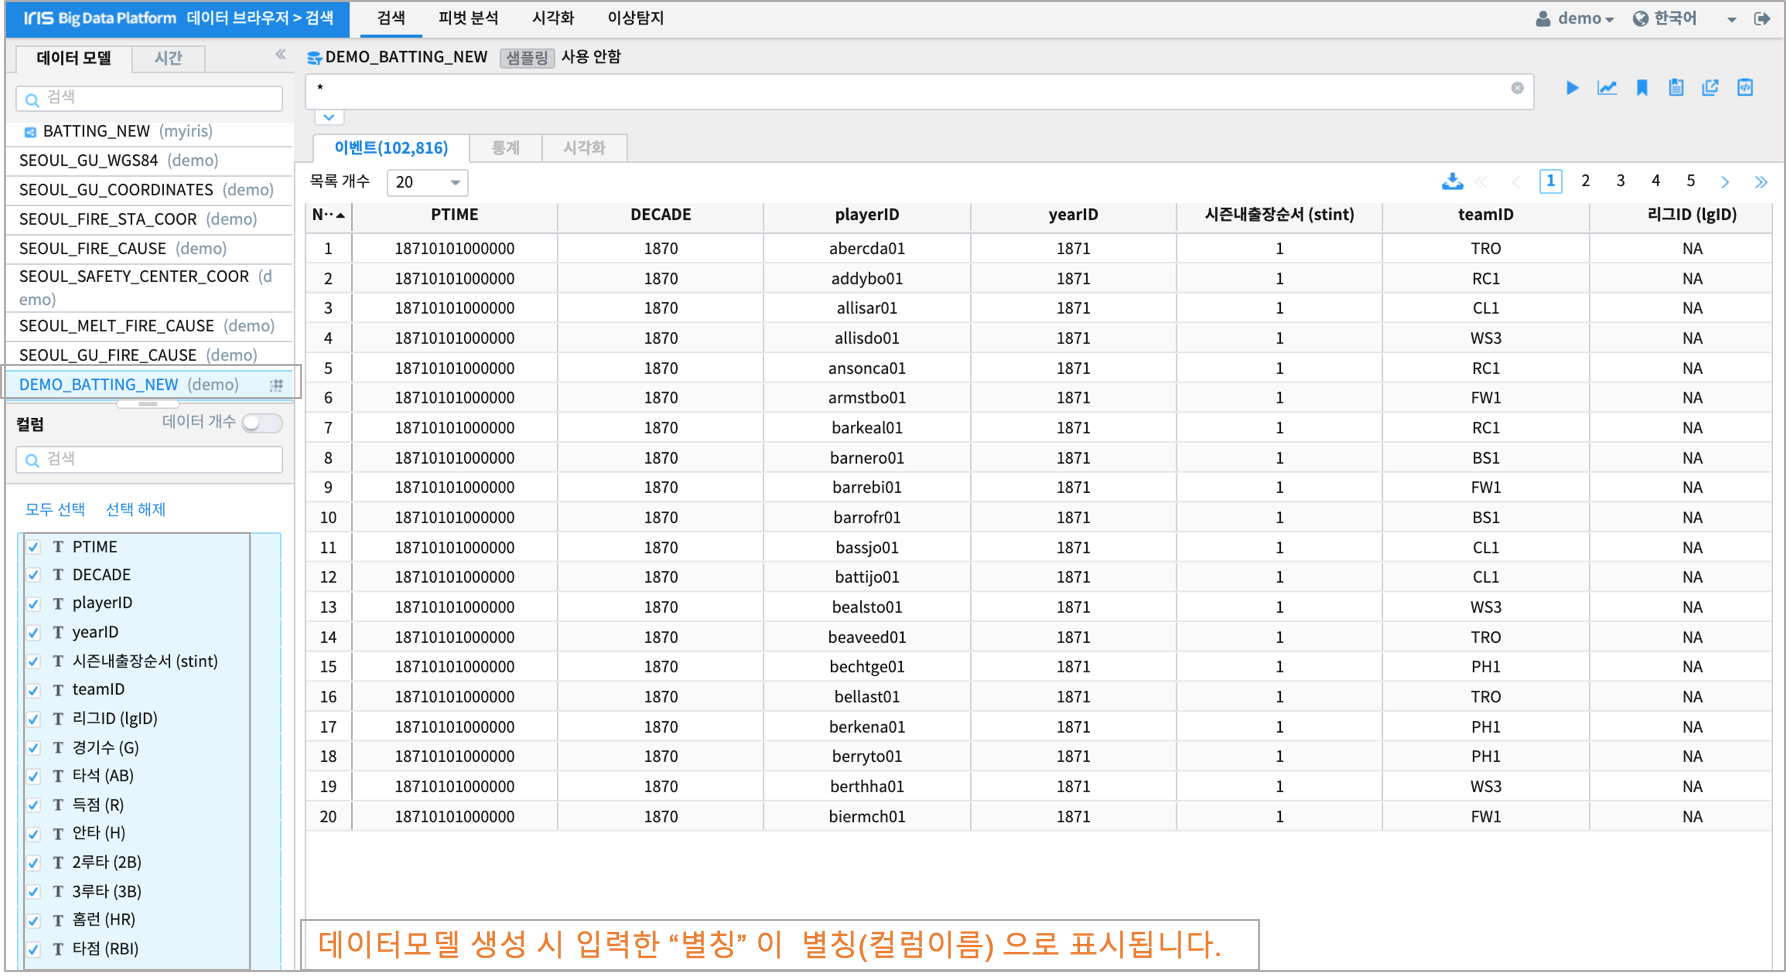 IRIS Big Data Platform 데이터 브라우저 > 검색 검색 피벗 분석 시각화 이상탐지 demo 한국어
데이터 모델 시간
검색
BATTING_NEW (myiris)
SEOUL_GU_WGS84 (demo)
SEOUL_GU_COORDINATES (demo)
SEOUL_FIRE_STA_COOR (demo)
SEOUL_FIRE_CAUSE (demo)
SEOUL_SAFETY_CENTER_COOR (d
emo)
SEOUL_MELT_FIRE_CAUSE (demo)
SEOUL_GU_FIRE_CAUSE (demo)
DEMO_BATTING_NEW (demo)
컬럼 데이터 개수
검색
모두 선택 선택 해제
T PTIME
T DECADE
T playerID
T yearID
T 시즌내출장순서 (stint)
T teamID
T 리그ID (lgID)
T 경기수 (G)
T 타석 (AB)
T 득점 (R)
T 안타 (H)
T 2루타 (2B)
T 3루타 (3B)
T 홈런 (HR)
T 타점 (RBI)
DEMO_BATTING_NEW 샘플링 사용 안함
*
이벤트(102,816) 통계 시각화
목록 개수 20 1 2 3 4 5
N·· PTIME DECADE playerID yearID 시즌내출장순서 (stint) teamID 리그ID (lgID)
1 18710101000000 1870 abercda01 1871 1 TRO NA
2 18710101000000 1870 addybo01 1871 1 RC1 NA
3 18710101000000 1870 allisar01 1871 1 CL1 NA
4 18710101000000 1870 allisdo01 1871 1 WS3 NA
5 18710101000000 1870 ansonca01 1871 1 RC1 NA
6 18710101000000 1870 armstbo01 1871 1 FW1 NA
7 18710101000000 1870 barkeal01 1871 1 RC1 NA
8 18710101000000 1870 barnero01 1871 1 BS1 NA
9 18710101000000 1870 barrebi01 1871 1 FW1 NA
10 18710101000000 1870 barrofr01 1871 1 BS1 NA
11 18710101000000 1870 bassjo01 1871 1 CL1 NA
12 18710101000000 1870 battijo01 1871 1 CL1 NA
13 18710101000000 1870 bealsto01 1871 1 WS3 NA
14 18710101000000 1870 beaveed01 1871 1 TRO NA
15 18710101000000 1870 bechtge01 1871 1 PH1 NA
16 18710101000000 1870 bellast01 1871 1 TRO NA
17 18710101000000 1870 berkena01 1871 1 PH1 NA
18 18710101000000 1870 berryto01 1871 1 PH1 NA
19 18710101000000 1870 berthha01 1871 1 WS3 NA
20 18710101000000 1870 biermch01 1871 1 FW1 NA
데이터모델 생성 시 입력한 “별칭” 이 별칭(컬럼이름) 으로 표시됩니다.